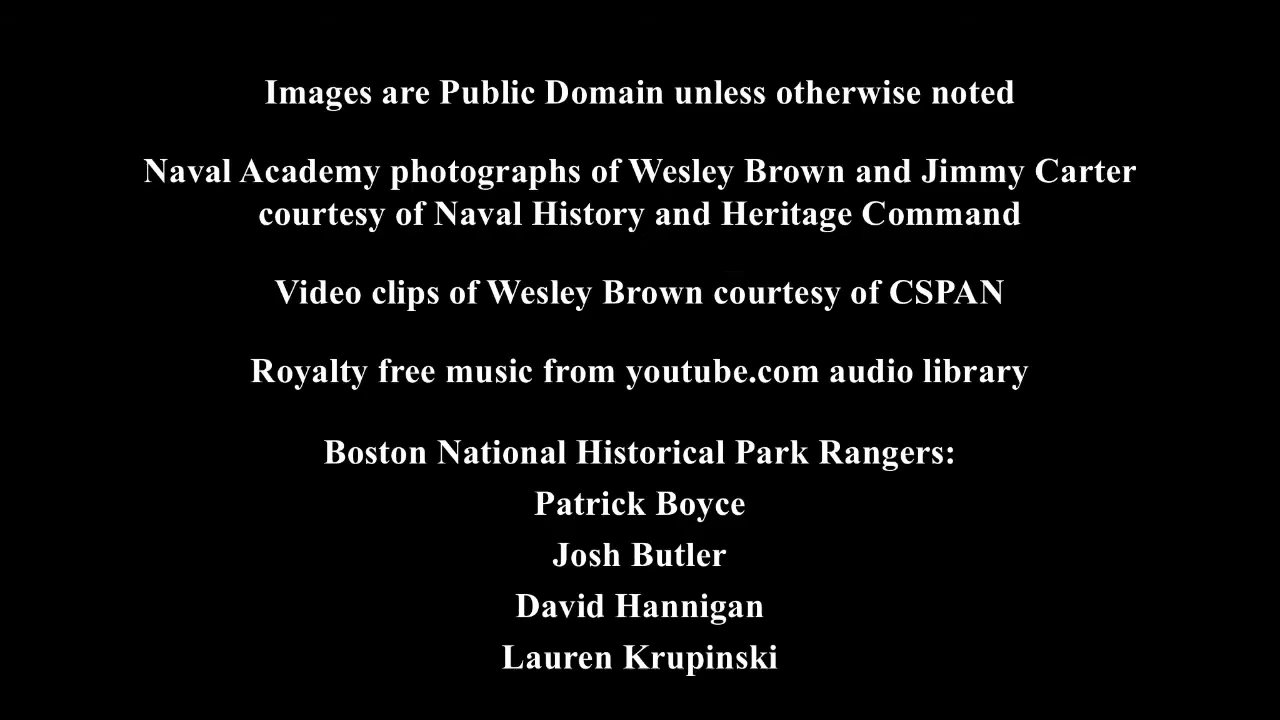 Images are Public Domain unless otherwise noted
Naval Academy photographs of Wesley Brown and Jimmy Carter
courtesy of Naval History and Heritage Command
Video clips of Wesley Brown courtesy of CSPAN
Royalty free music from youtube.com audio library
Boston National Historical Park Rangers:
Patrick Boyce
Josh Butler
David Hannigan
Lauren Krupinski